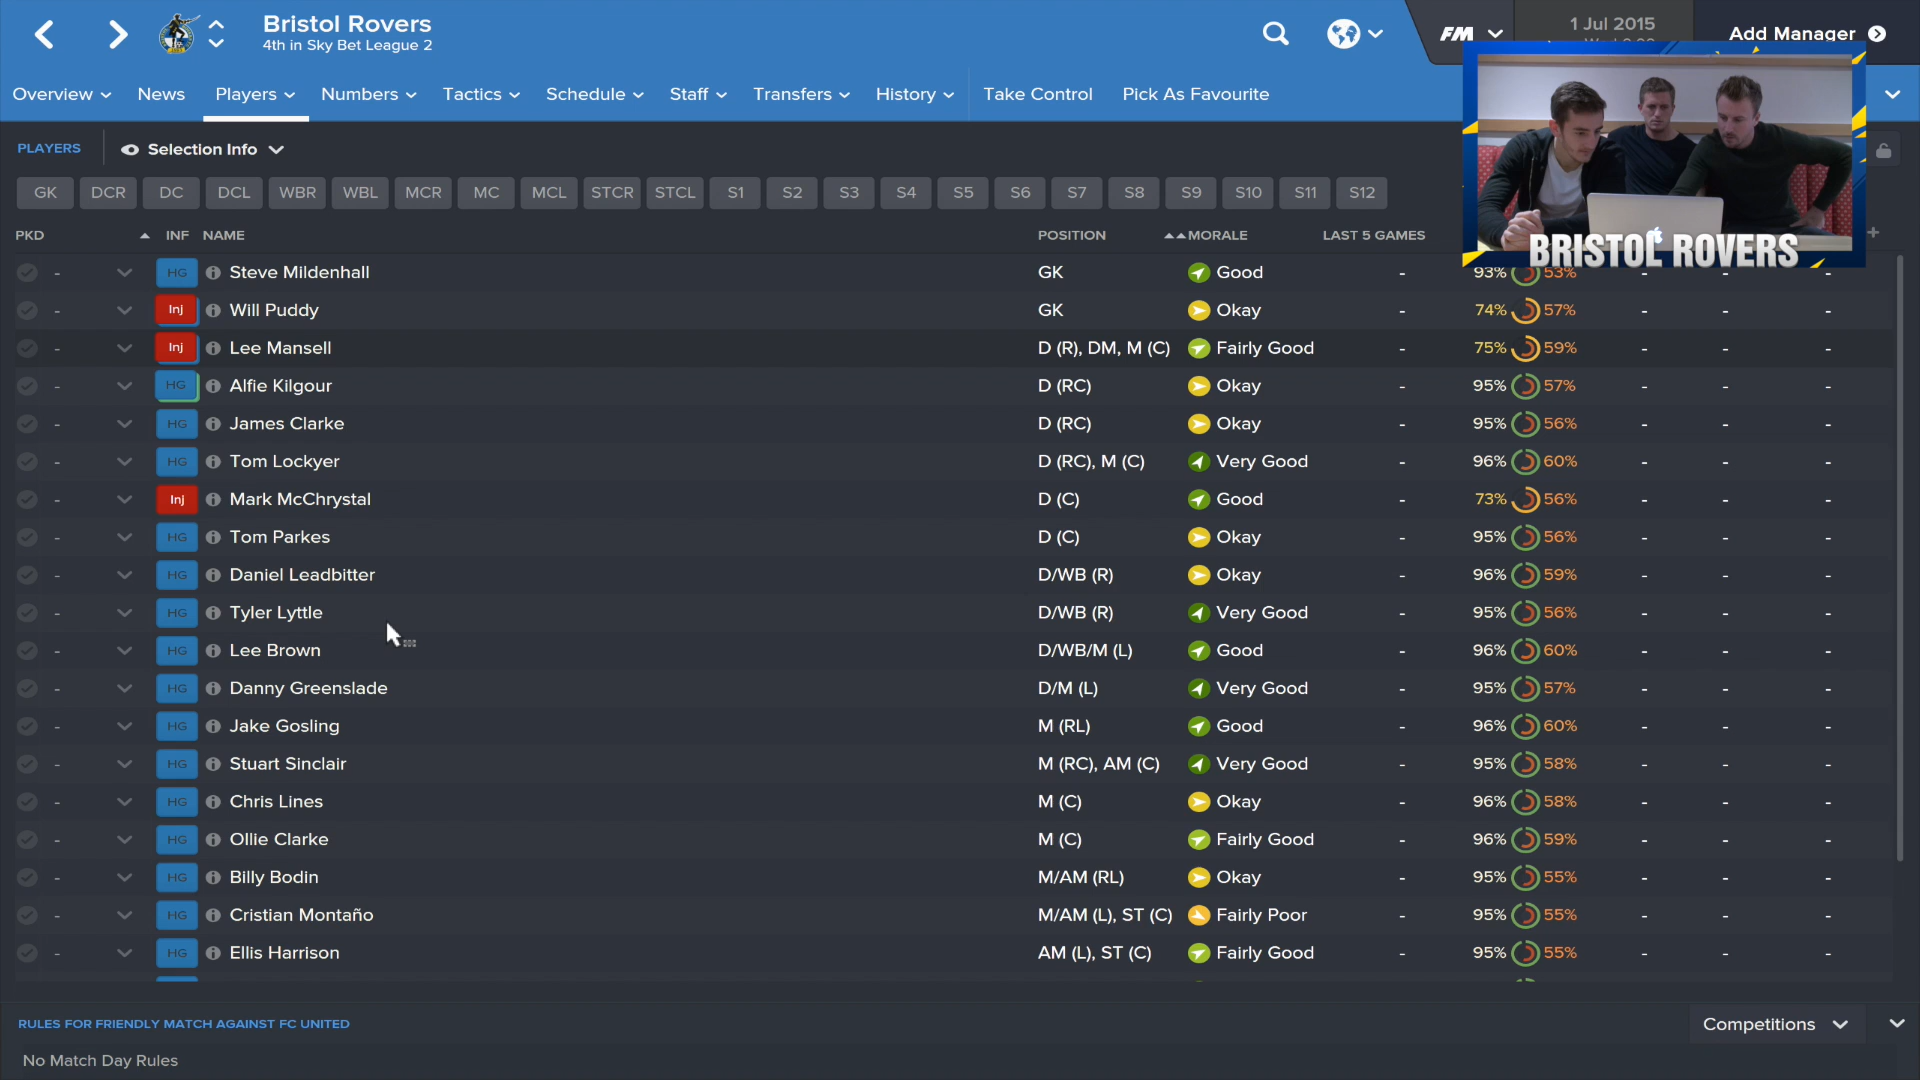 Bristol Rovers
4th in Sky Bet League 2
FM
1 Jul 2015
Add Manager
Overview News Players Numbers Tactics Schedule Staff Transfers History Take Control Pick As Favourite
PLAYERS Selection Info
GK DCR DC DCL WBR WBL MCR MC MCL STCR STCL S1 S2 S3 S4 S5 S6 S7 S8 S9 S10 S11 S12
BRISTOL ROVERS
PKD INF NAME POSITION MORALE LAST 5 GAMES
- HG Steve Mildenhall GK Good - 93% 53% - - -
- Inj Will Puddy GK Okay - 74% 57% - - -
- Inj Lee Mansell D (R), DM, M (C) Fairly Good - 75% 59% - - -
- HG Alfie Kilgour D (RC) Okay - 95% 57% - - -
- HG James Clarke D (RC) Okay - 95% 56% - - -
- HG Tom Lockyer D (RC), M (C) Very Good - 96% 60% - - -
- Inj Mark McChrystal D (C) Good - 73% 56% - - -
- HG Tom Parkes D (C) Okay - 95% 56% - - -
- HG Daniel Leadbitter D/WB (R) Okay - 96% 59% - - -
- HG Tyler Lyttle D/WB (R) Very Good - 95% 56% - - -
- HG Lee Brown D/WB/M (L) Good - 96% 60% - - -
- HG Danny Greenslade D/M (L) Very Good - 95% 57% - - -
- HG Jake Gosling M (RL) Good - 96% 60% - - -
- HG Stuart Sinclair M (RC), AM (C) Very Good - 95% 58% - - -
- HG Chris Lines M (C) Okay - 96% 58% - - -
- HG Ollie Clarke M (C) Fairly Good - 96% 59% - - -
- HG Billy Bodin M/AM (RL) Okay - 95% 55% - - -
- HG Cristian Montaño M/AM (L), ST (C) Fairly Poor - 95% 55% - - -
- HG Ellis Harrison AM (L), ST (C) Fairly Good - 95% 55% - - -
RULES FOR FRIENDLY MATCH AGAINST FC UNITED
Competitions
No Match Day Rules